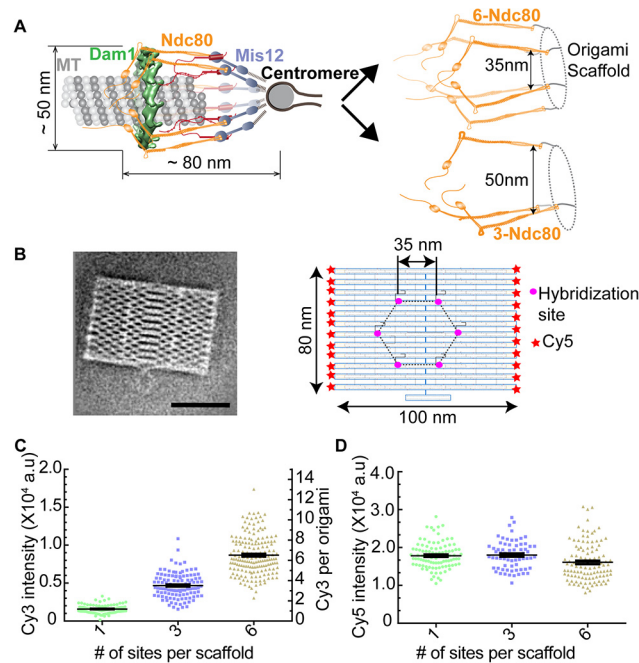 A
MT
Dam1
Ndc80
Mis12
Centromere
~ 50 nm
~ 80 nm
6-Ndc80
35nm
Origami
Scaffold
50nm
3-Ndc80
B
35 nm
80 nm
100 nm
Hybridization
site
Cy5
C
Cy3 intensity (X10⁴ a.u)
2.0
1.5
1.0
0.5
0.0
14
12
10
8
6
4
2
0
Cy3 per origami
1
3
6
# of sites per scaffold
D
Cy5 intensity (X10⁴ a.u)
4.0
3.0
2.0
1.0
0.0
1
3
6
# of sites per scaffold